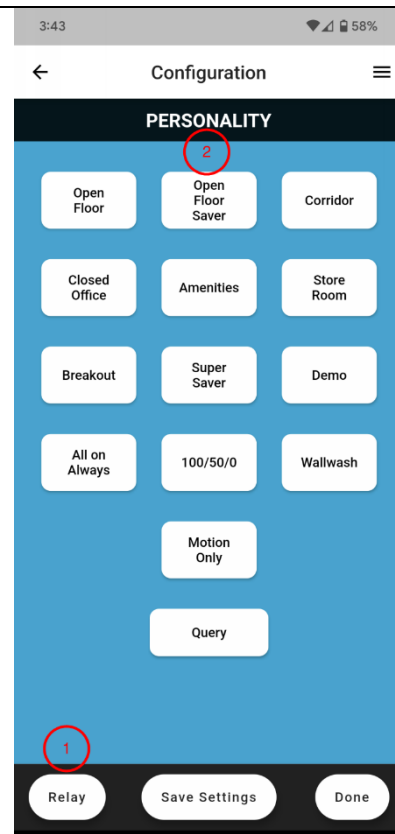 3:43
58%
Configuration
PERSONALITY
2
Open
Floor
Open
Floor
Saver
Corridor
Closed
Office
Amenities
Store
Room
Breakout
Super
Saver
Demo
All on
Always
100/50/0
Wallwash
Motion
Only
Query
1
Relay
Save Settings
Done